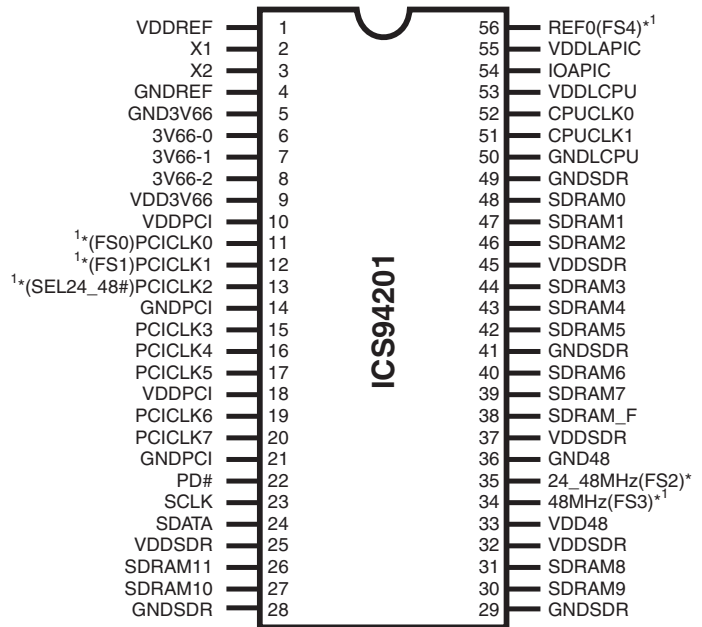 VDDREF 1 56 REF0(FS4)*1
X1 2 55 VDDLAPIC
X2 3 54 IOAPIC
GNDREF 4 53 VDDLCPU
GND3V66 5 52 CPUCLK0
3V66-0 6 51 CPUCLK1
3V66-1 7 50 GNDLCPU
3V66-2 8 49 GNDSDR
VDD3V66 9 48 SDRAM0
VDDPCI 10 47 SDRAM1
1*(FS0)PCICLK0 11 46 SDRAM2
1*(FS1)PCICLK1 12 45 VDDSDR
1*(SEL24_48#)PCICLK2 13 44 SDRAM3
GNDPCI 14 43 SDRAM4
PCICLK3 15 42 SDRAM5
PCICLK4 16 41 GNDSDR
PCICLK5 17 40 SDRAM6
VDDPCI 18 39 SDRAM7
PCICLK6 19 38 SDRAM_F
PCICLK7 20 37 VDDSDR
GNDPCI 21 36 GND48
PD# 22 35 24_48MHz(FS2)*
SCLK 23 34 48MHz(FS3)*1
SDATA 24 33 VDD48
VDDSDR 25 32 VDDSDR
SDRAM11 26 31 SDRAM8
SDRAM10 27 30 SDRAM9
GNDSDR 28 29 GNDSDR
ICS94201